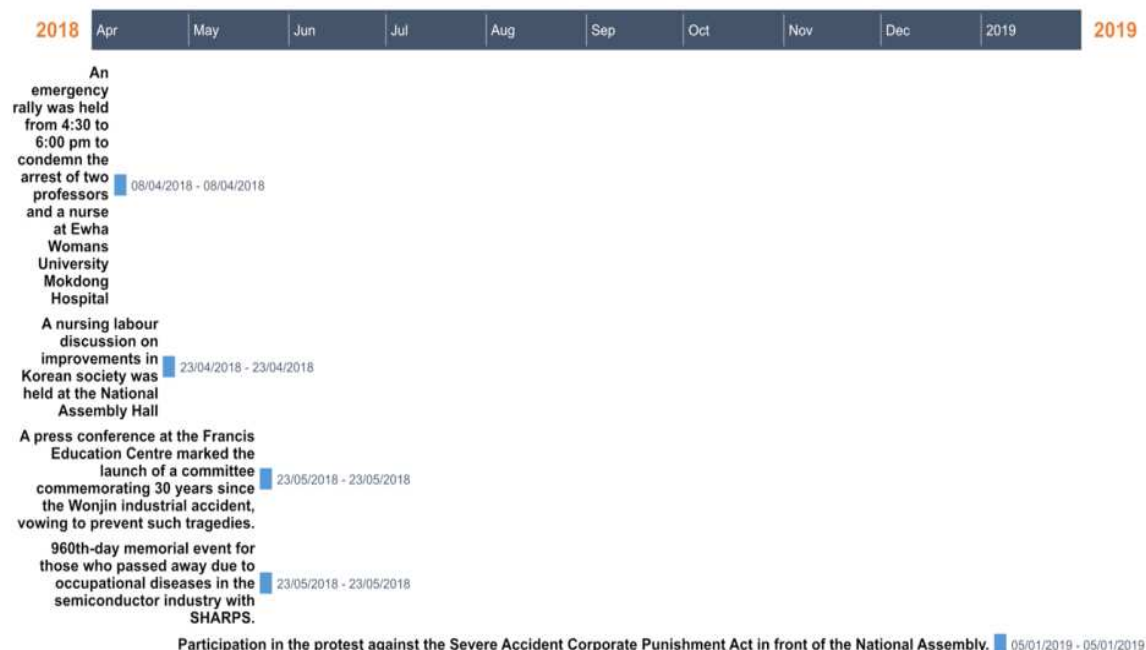 2018 Apr May Jun Jul Aug Sep Oct Nov Dec 2019 2019
An
emergency
rally was held
from 4:30 to
6:00 pm to
condemn the
arrest of two
professors
and a nurse
at Ewha
Womans
University
Mokdong
Hospital
08/04/2018 - 08/04/2018
A nursing labour
discussion on
improvements in
Korean society was
held at the National
Assembly Hall
23/04/2018 - 23/04/2018
A press conference at the Francis
Education Centre marked the
launch of a committee
commemorating 30 years since
the Wonjin industrial accident,
vowing to prevent such tragedies.
23/05/2018 - 23/05/2018
960th-day memorial event for
those who passed away due to
occupational diseases in the
semiconductor industry with
SHARPS.
23/05/2018 - 23/05/2018
Participation in the protest against the Severe Accident Corporate Punishment Act in front of the National Assembly. 05/01/2019 - 05/01/2019